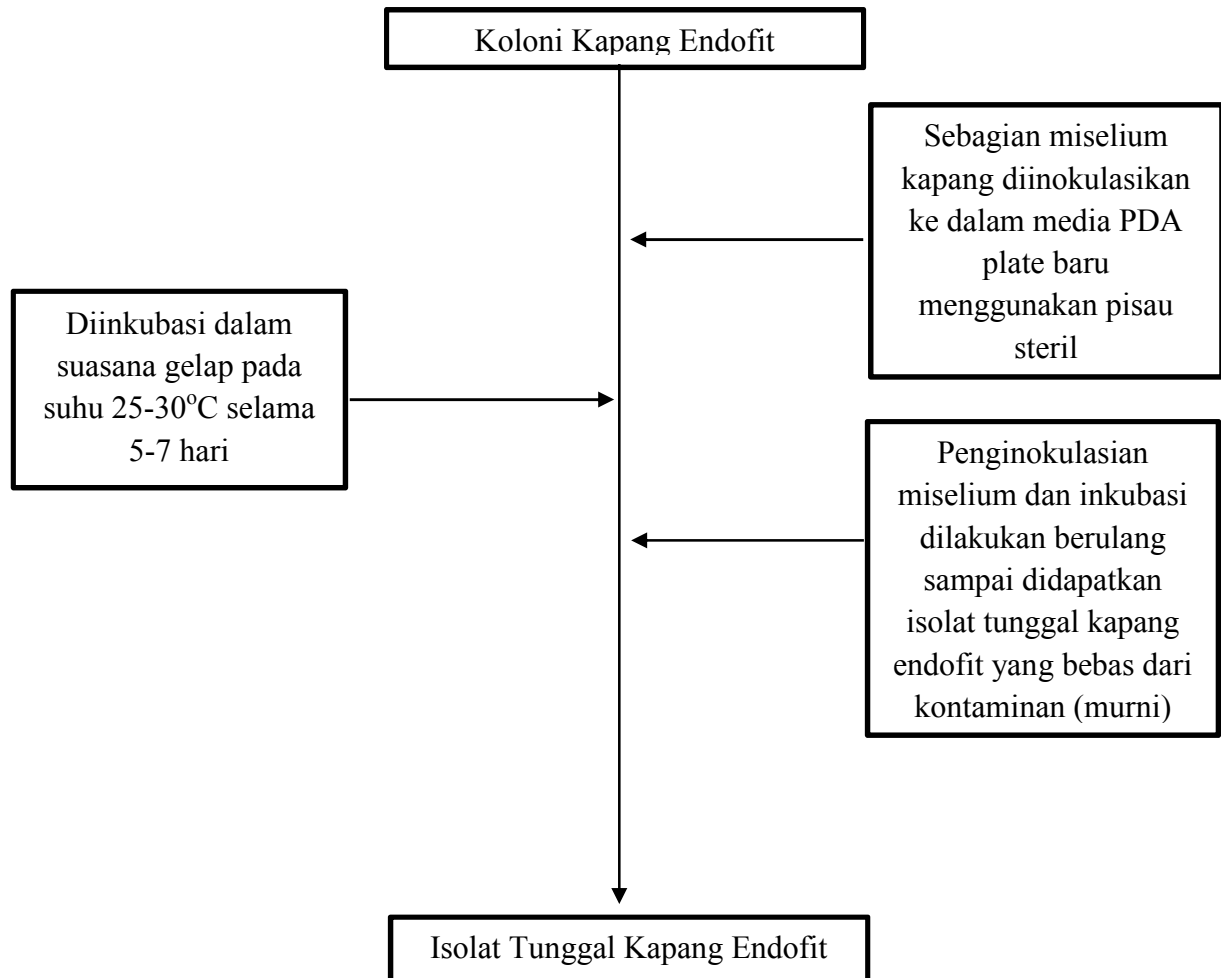 Koloni Kapang Endofit
Sebagian miselium
kapang diinokulasikan
ke dalam media PDA
plate baru
menggunakan pisau
steril
Diinkubasi dalam
suasana gelap pada
suhu 25-30°C selama
5-7 hari
Penginokulasian
miselium dan inkubasi
dilakukan berulang
sampai didapatkan
isolat tunggal kapang
endofit yang bebas dari
kontaminan (murni)
Isolat Tunggal Kapang Endofit